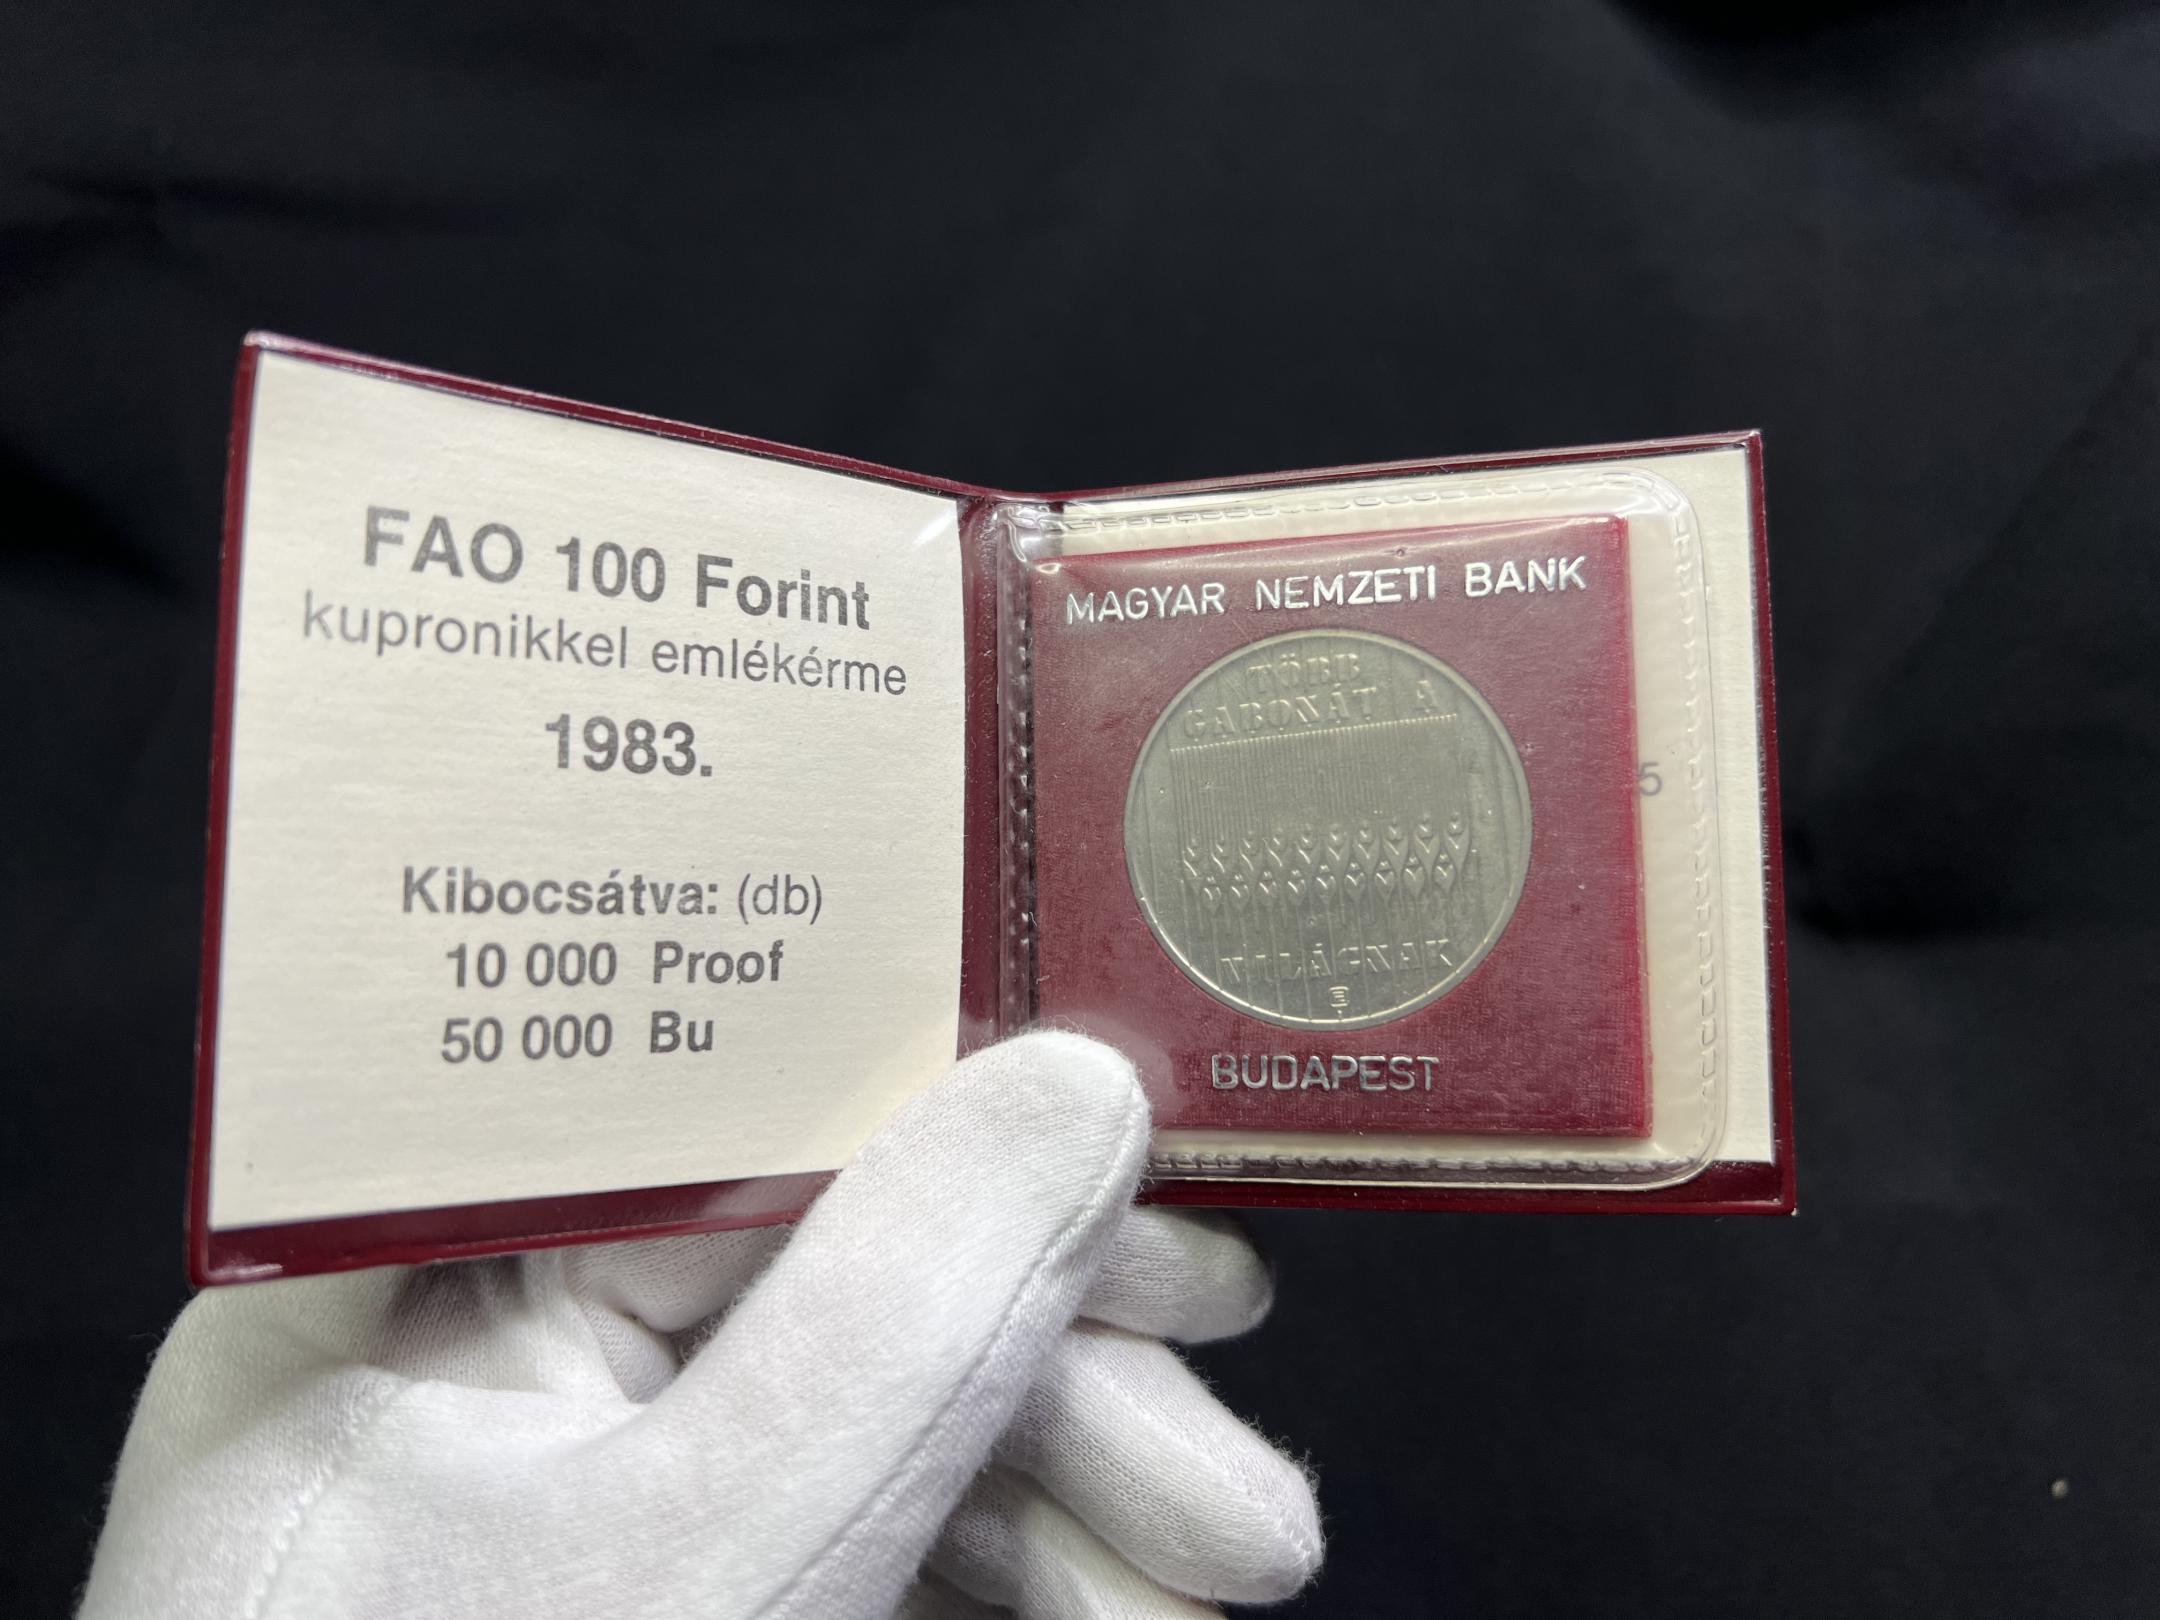 FAO 100 Forint
kupronikkel emlékérme
1983.
Kibocsátva: (db)
10 000 Proof
50 000 Bu
MAGYAR NEMZETI BANK
TÖBB
GABONÁT A
VILÁGNAK
BUDAPEST
5